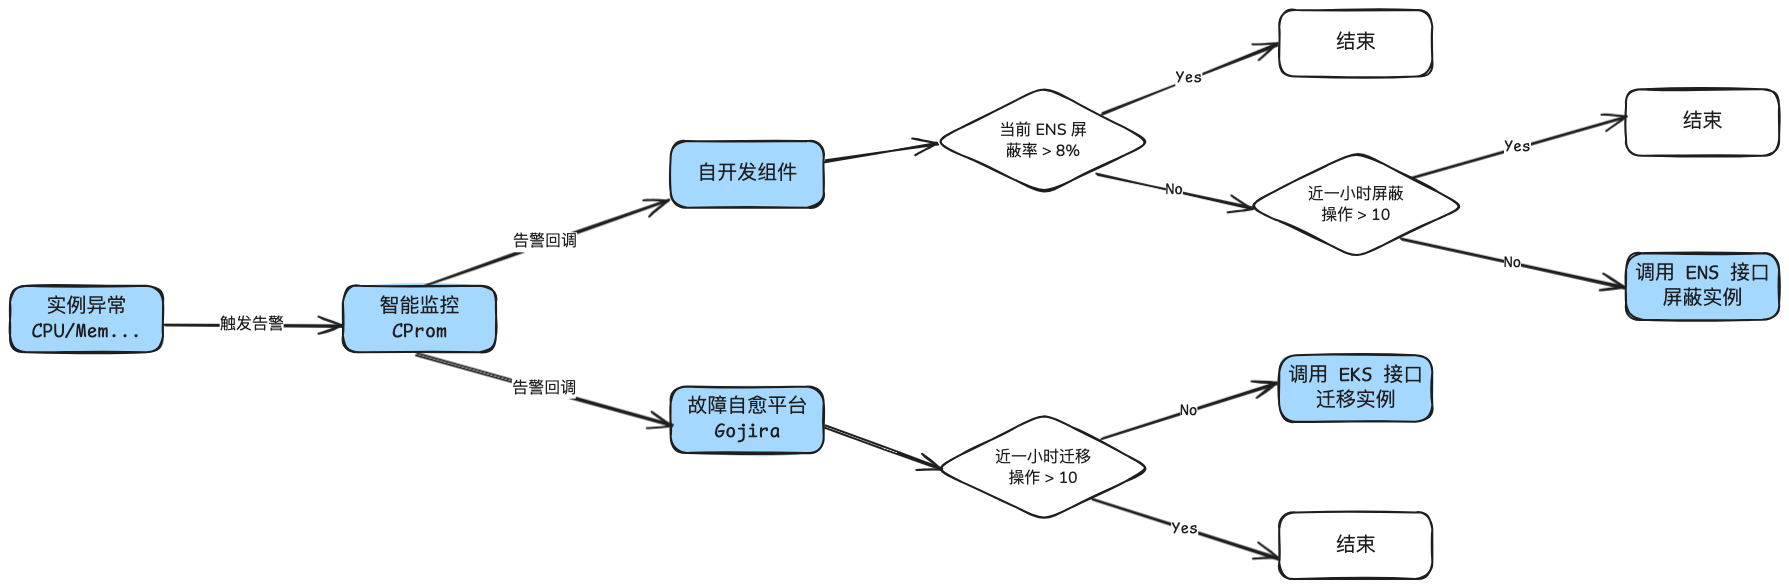 实例异常
CPU/Mem...
触发告警
智能监控
CProm
告警回调
自开发组件
当前 ENS 屏
蔽率 > 8%
Yes
结束
No
近一小时屏蔽
操作 > 10
Yes
结束
No
调用 ENS 接口
屏蔽实例
告警回调
故障自愈平台
Gojira
近一小时迁移
操作 > 10
No
调用 EKS 接口
迁移实例
Yes
结束